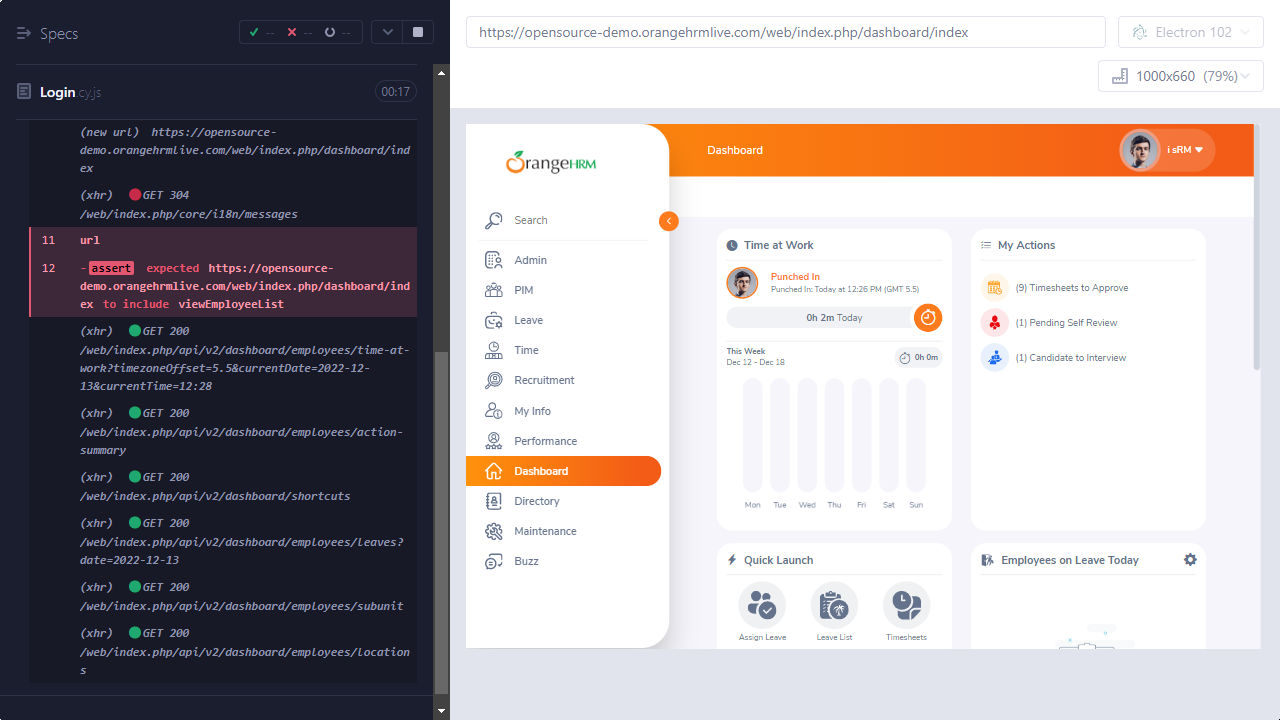 Specs
--
--
--
Login.cy.js
00:17
(new url) https://opensource-
demo.orangehrmlive.com/web/index.php/dashboard/ind
ex
(xhr) GET 304
/web/index.php/core/i18n/messages
11 url
12 -assert expected https://opensource-
demo.orangehrmlive.com/web/index.php/dashboard/ind
ex to include viewEmployeeList
(xhr) GET 200
/web/index.php/api/v2/dashboard/employees/time-at-
work?timezoneOffset=5.5&currentDate=2022-12-
13&currentTime=12:28
(xhr) GET 200
/web/index.php/api/v2/dashboard/employees/action-
summary
(xhr) GET 200
/web/index.php/api/v2/dashboard/shortcuts
(xhr) GET 200
/web/index.php/api/v2/dashboard/employees/leaves?
date=2022-12-13
(xhr) GET 200
/web/index.php/api/v2/dashboard/employees/subunit
(xhr) GET 200
/web/index.php/api/v2/dashboard/employees/location
s
https://opensource-demo.orangehrmlive.com/web/index.php/dashboard/index
Electron 102
1000x660 (79%)
OrangeHRM
Search
Admin
PIM
Leave
Time
Recruitment
My Info
Performance
Dashboard
Directory
Maintenance
Buzz
Dashboard
i sRM
Time at Work
Punched In
Punched In: Today at 12:26 PM (GMT 5.5)
0h 2m Today
This Week
Dec 12 - Dec 18
0h 0m
Mon Tue Wed Thu Fri Sat Sun
My Actions
(9) Timesheets to Approve
(1) Pending Self Review
(1) Candidate to Interview
Quick Launch
Assign Leave
Leave List
Timesheets
Employees on Leave Today